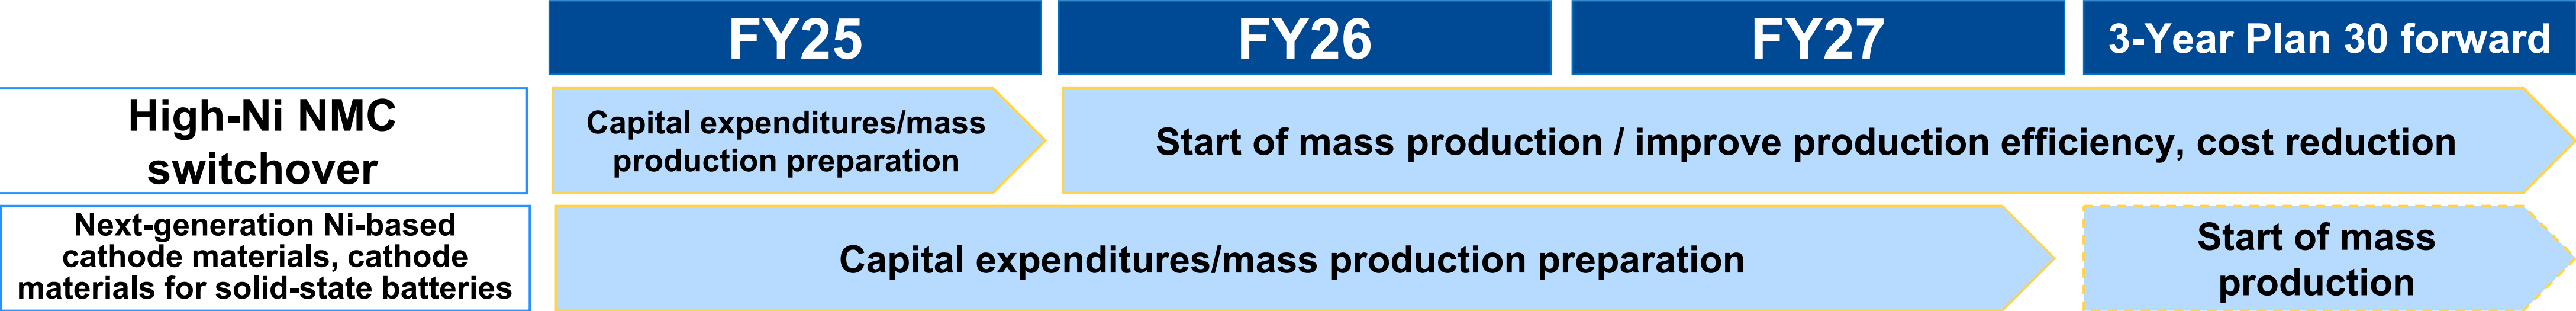 FY25
FY26
FY27
3-Year Plan 30 forward
High-Ni NMC
switchover
Capital expenditures/mass
production preparation
Start of mass production / improve production efficiency, cost reduction
Next-generation Ni-based
cathode materials, cathode
materials for solid-state batteries
Capital expenditures/mass production preparation
Start of mass
production